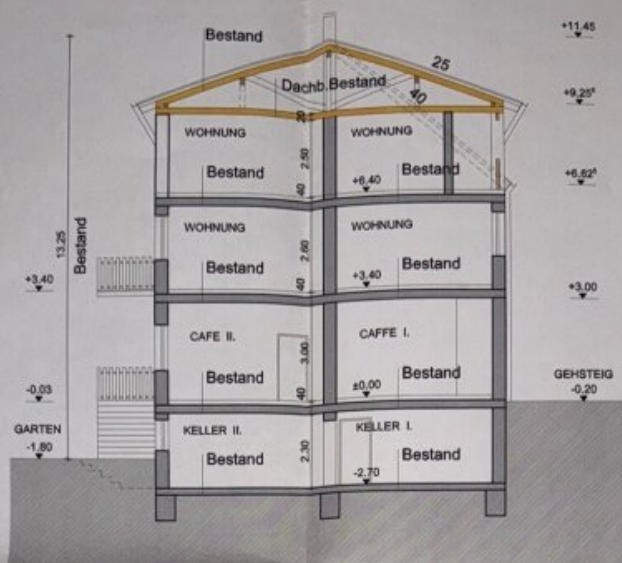 +11.45
Bestand
25
Dachb.Bestand
40
+9.25⁵
20
WOHNUNG
WOHNUNG
2.50
Bestand
Bestand
+6.62⁵
40
+6.40
13.25
Bestand
WOHNUNG
WOHNUNG
2.60
Bestand
Bestand
+3.40
40
+3.40
+3.00
CAFE II.
CAFFE I.
3.00
Bestand
Bestand
GEHSTEIG
-0.03
40
±0.00
-0.20
GARTEN
-1.80
KELLER II.
KELLER I.
2.30
Bestand
Bestand
-2.70